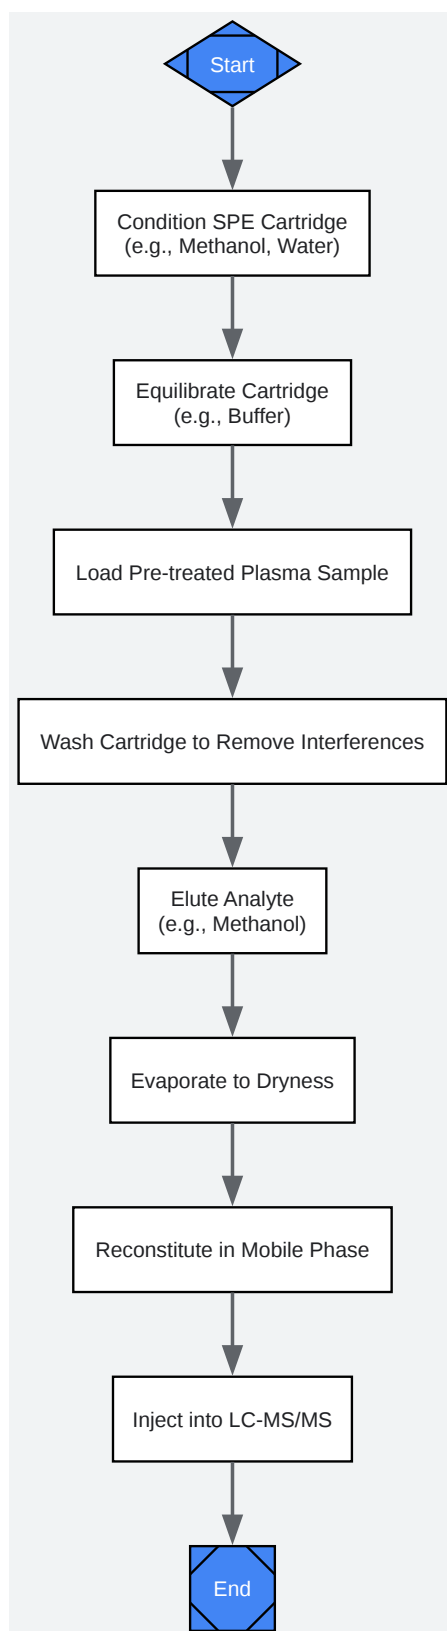 Start
Condition SPE Cartridge
(e.g., Methanol, Water)
Equilibrate Cartridge
(e.g., Buffer)
Load Pre-treated Plasma Sample
Wash Cartridge to Remove Interferences
Elute Analyte
(e.g., Methanol)
Evaporate to Dryness
Reconstitute in Mobile Phase
Inject into LC-MS/MS
End